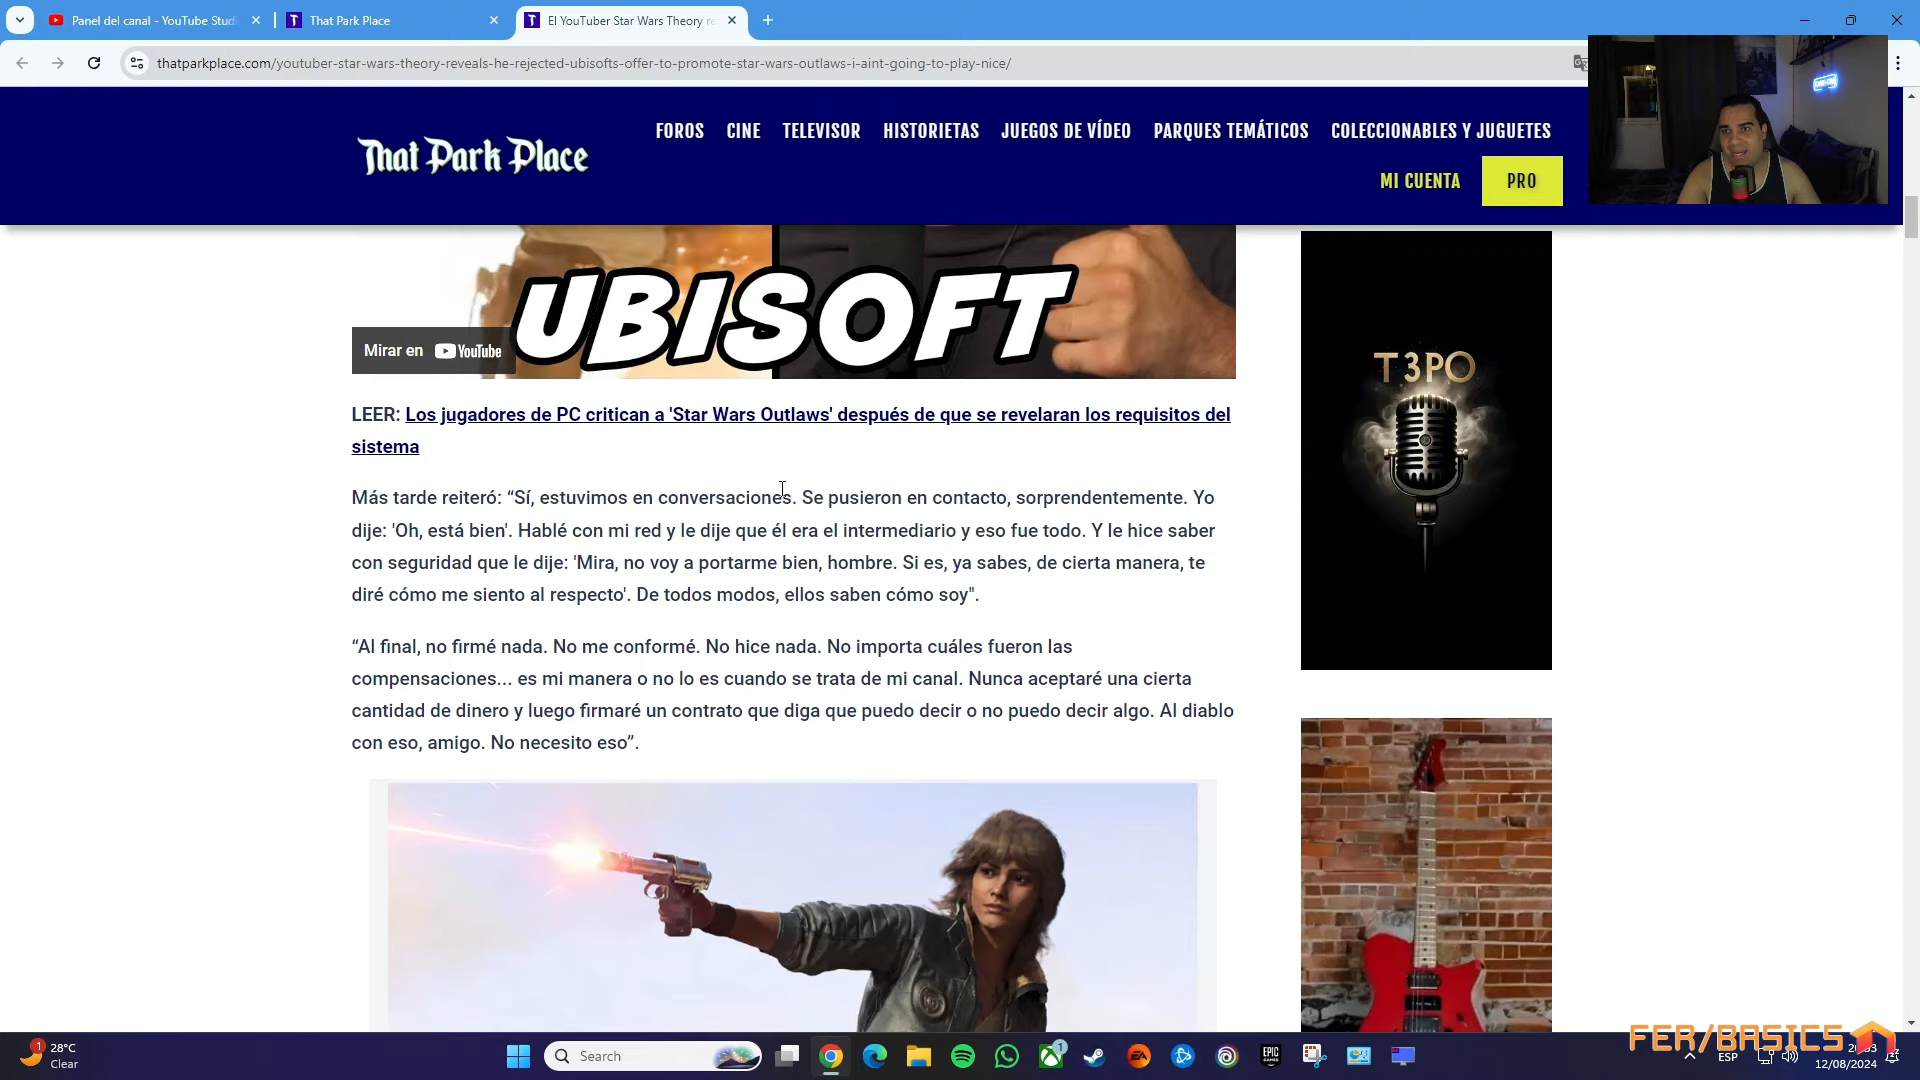 Panel del canal - YouTube Studi
That Park Place
El YouTuber Star Wars Theory re
thatparkplace.com/youtuber-star-wars-theory-reveals-he-rejected-ubisofts-offer-to-promote-star-wars-outlaws-i-aint-going-to-play-nice/
That Park Place
FOROS CINE TELEVISOR HISTORIETAS JUEGOS DE VÍDEO PARQUES TEMÁTICOS COLECCIONABLES Y JUGUETES
MI CUENTA PRO
UBISOFT
Mirar en YouTube
T3PO
LEER: Los jugadores de PC critican a 'Star Wars Outlaws' después de que se revelaran los requisitos del
sistema
Más tarde reiteró: “Sí, estuvimos en conversaciones. Se pusieron en contacto, sorprendentemente. Yo
dije: 'Oh, está bien'. Hablé con mi red y le dije que él era el intermediario y eso fue todo. Y le hice saber
con seguridad que le dije: 'Mira, no voy a portarme bien, hombre. Si es, ya sabes, de cierta manera, te
diré cómo me siento al respecto'. De todos modos, ellos saben cómo soy".
“Al final, no firmé nada. No me conformé. No hice nada. No importa cuáles fueron las
compensaciones... es mi manera o no lo es cuando se trata de mi canal. Nunca aceptaré una cierta
cantidad de dinero y luego firmaré un contrato que diga que puedo decir o no puedo decir algo. Al diablo
con eso, amigo. No necesito eso”.
FER/BASICS
1
28°C
Clear
Search
1
EA
EPIC
ESP
12/08/2024